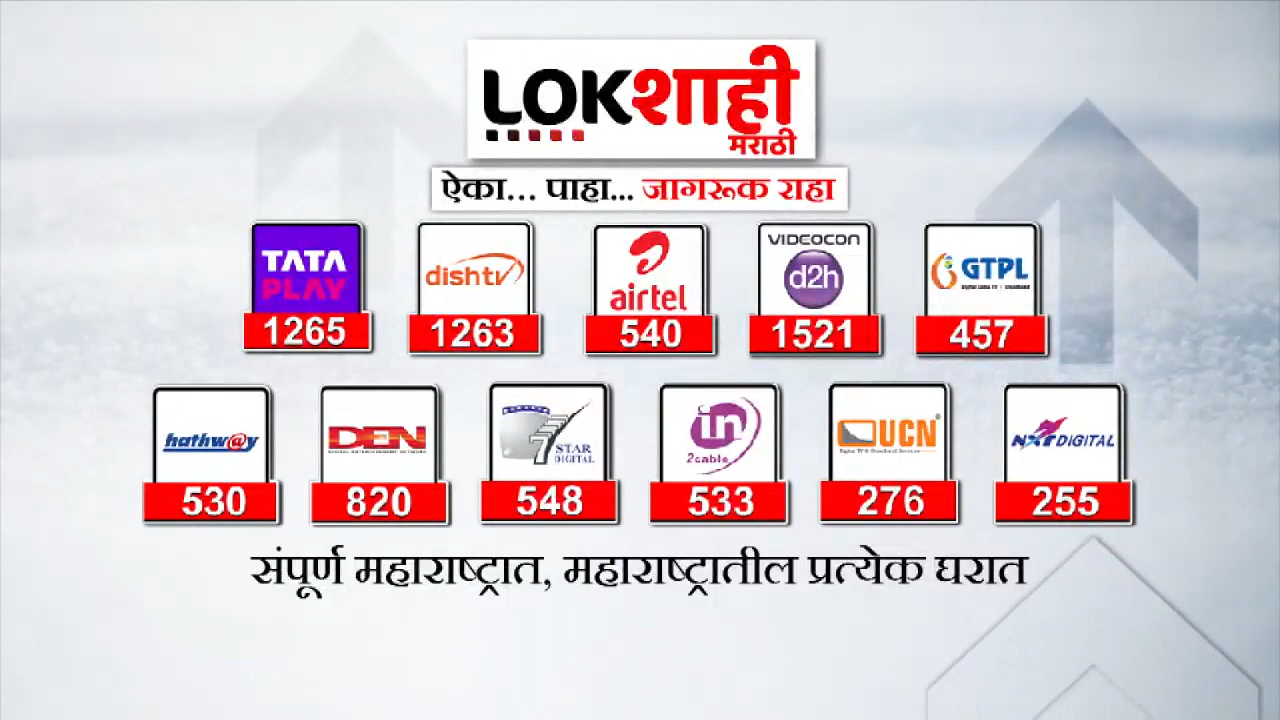 LOKशाही
मराठी
ऐका... पाहा... जागरूक राहा
TATA PLAY
1265
dishtv
1263
airtel
540
VIDEOCON d2h
1521
GTPL
457
hathw@y
530
DEN
820
7 STAR DIGITAL
548
in 2cable
533
UCN
276
NXT DIGITAL
255
संपूर्ण महाराष्ट्रात, महाराष्ट्रातील प्रत्येक घरात